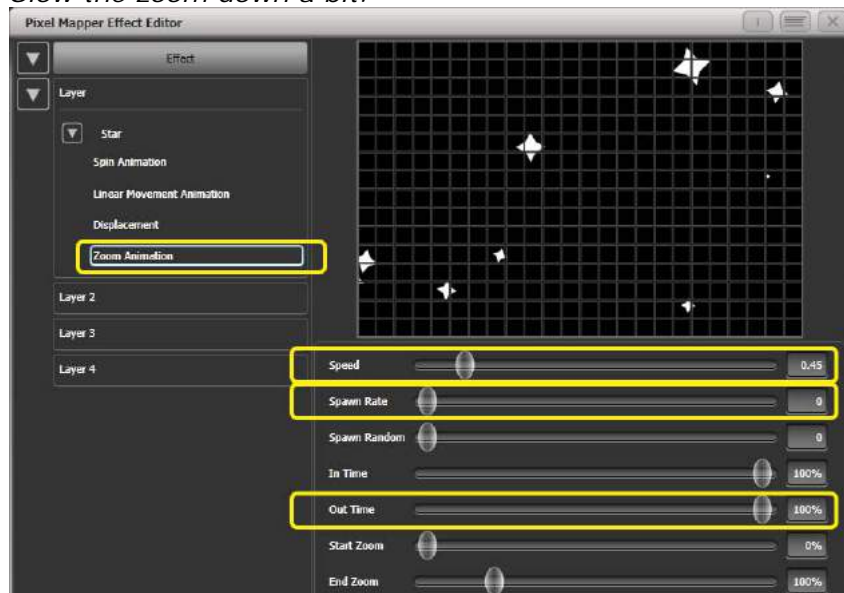 Slow the zoom down a bit:
Pixel Mapper Effect Editor
Effect
Layer
Star
Spin Animation
Linear Movement Animation
Displacement
Zoom Animation
Layer 2
Layer 3
Layer 4
Speed 0.45
Spawn Rate 0
Spawn Random 0
In Time 100%
Out Time 100%
Start Zoom 0%
End Zoom 100%